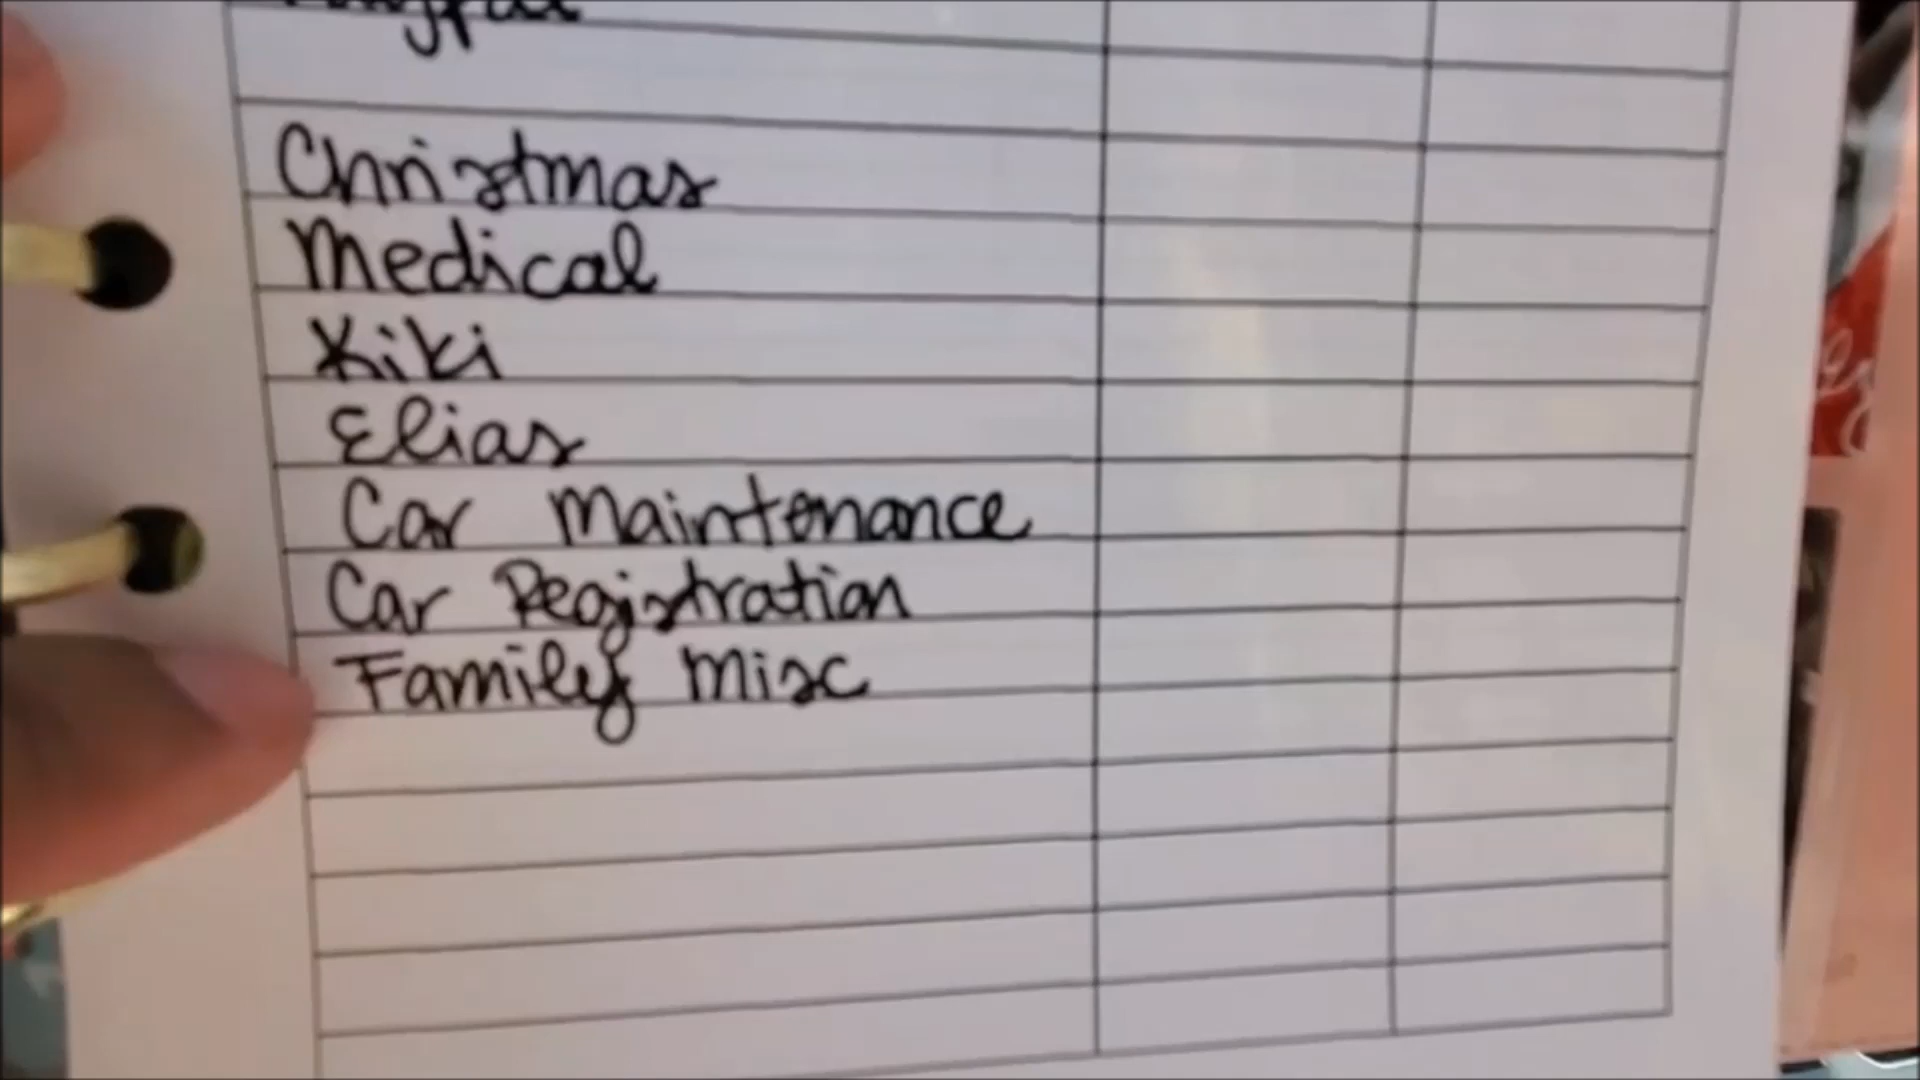 Christmas
Medical
Kiki
Elias
Car Maintenance
Car Registration
Family Misc